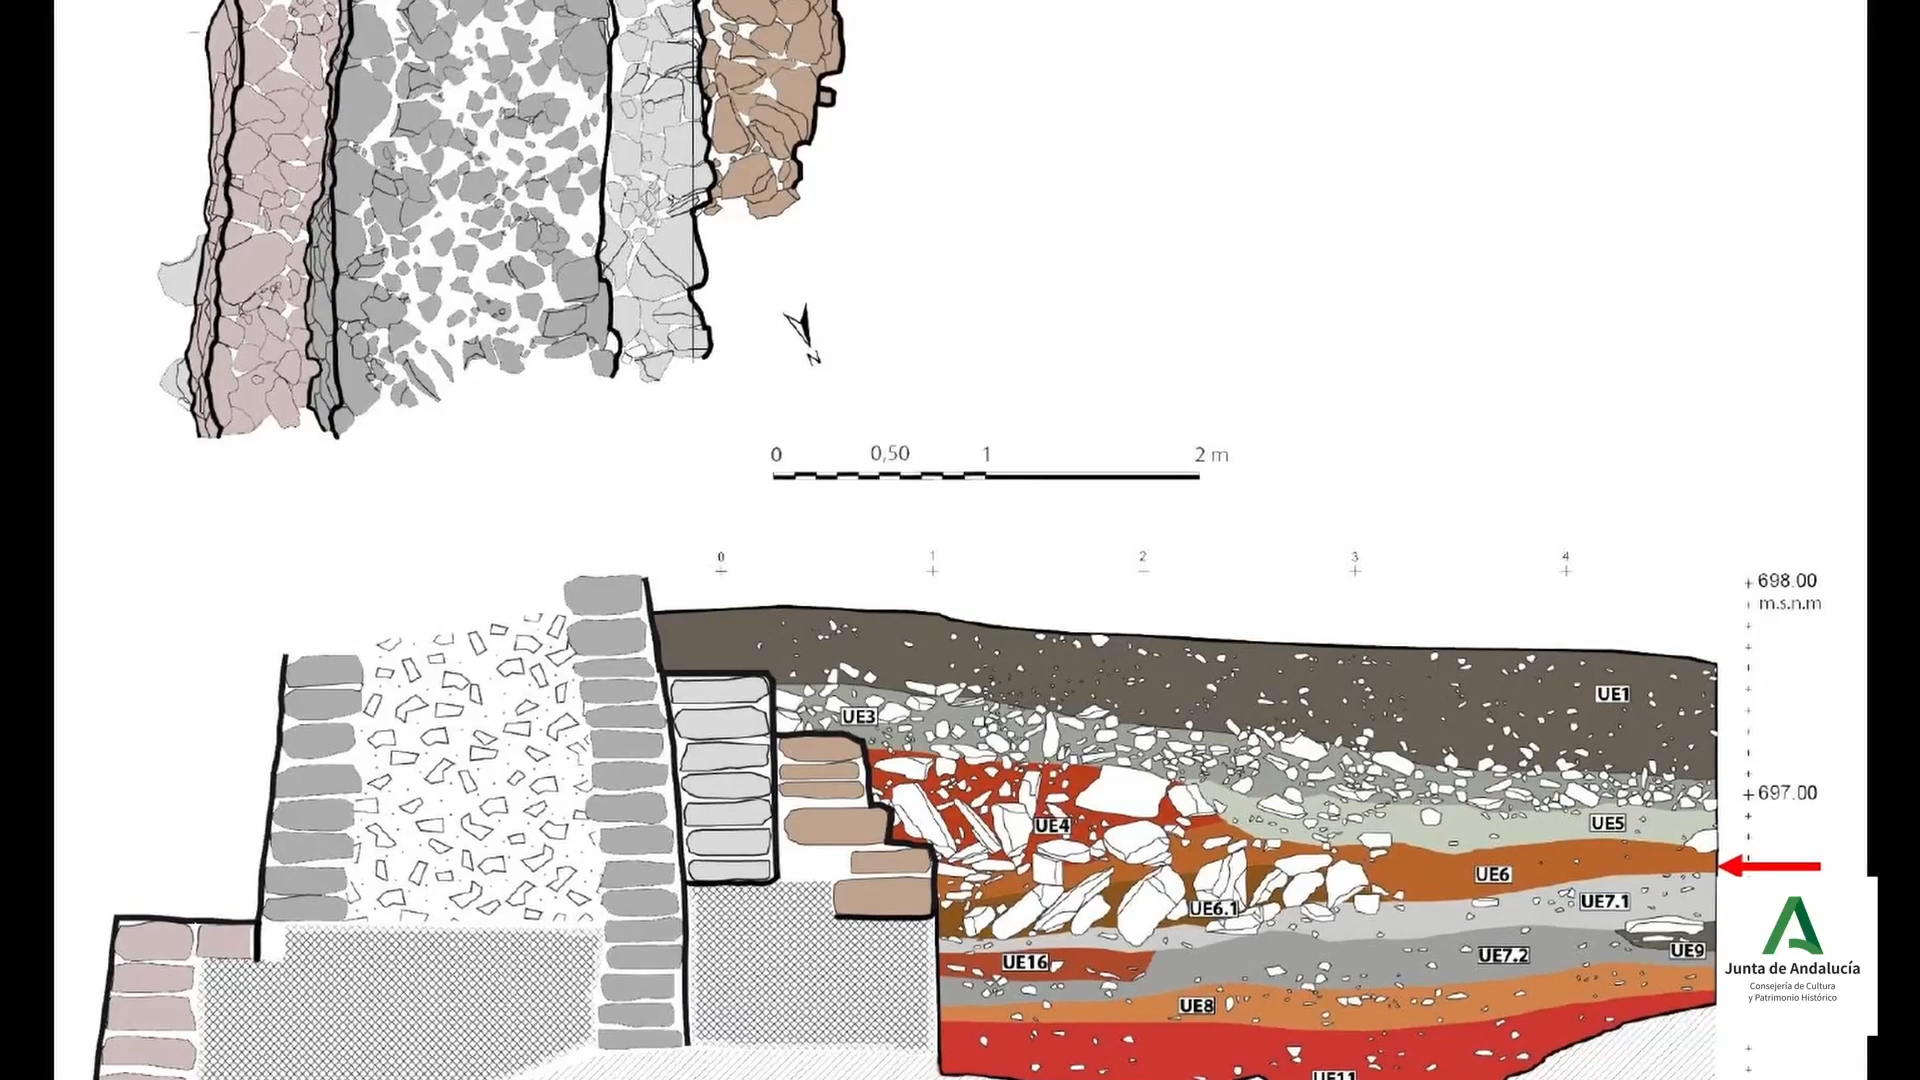 N
0 0,50 1 2 m
0 1 2 3 4
698.00
m.s.n.m
UE1
UE3
697.00
UE5
UE4
UE6
UE7.1
UE6.1
UE9
UE7.2
UE16
Junta de Andalucía
Consejería de Cultura
y Patrimonio Histórico
UE8
UE11